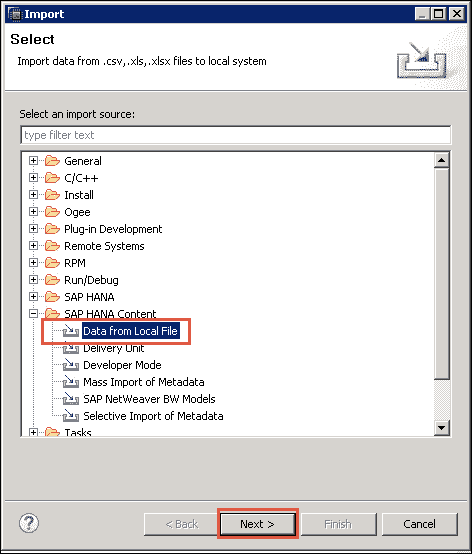 Import
Select
Import data from .csv,.xls,.xlsx files to local system
Select an import source:
type filter text
General
C/C++
Install
Ogee
Plug-in Development
Remote Systems
RPM
Run/Debug
SAP HANA
SAP HANA Content
Data from Local File
Delivery Unit
Developer Mode
Mass Import of Metadata
SAP NetWeaver BW Models
Selective Import of Metadata
Tasks
? < Back Next > Finish Cancel